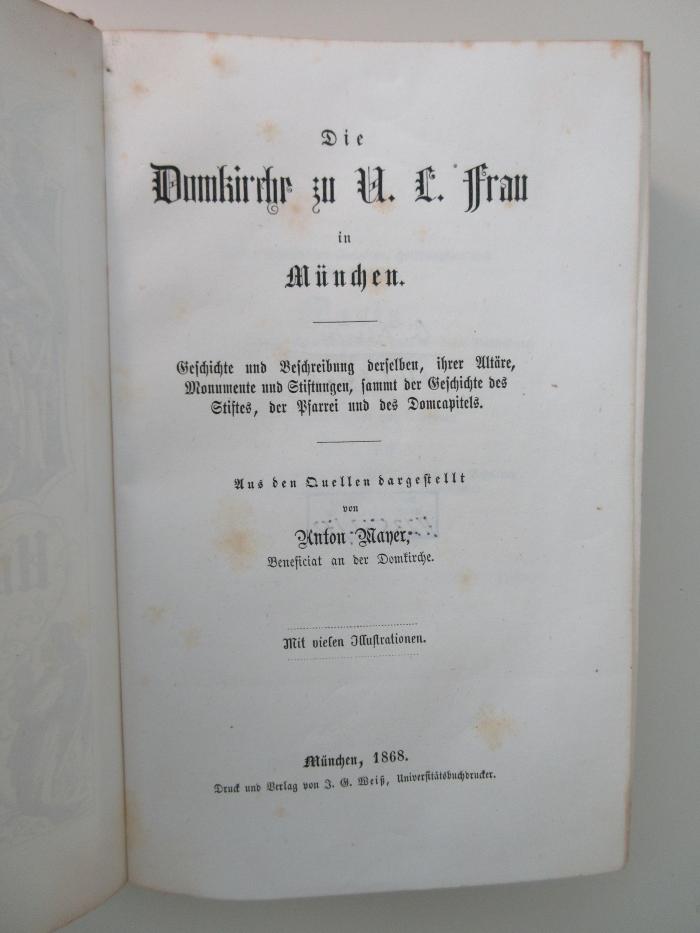 Die
Domkirche zu U. L. Frau
in
München.
Geschichte und Beschreibung derselben, ihrer Altäre,
Monumente und Stiftungen, sammt der Geschichte des
Stiftes, der Pfarrei und des Domcapitels.
Aus den Quellen dargestellt
von
Anton Mayer,
Beneficiat an der Domkirche.
Mit vielen Illustrationen.
München, 1868.
Druck und Verlag von J. G. Weiß, Universitätsbuchdrucker.